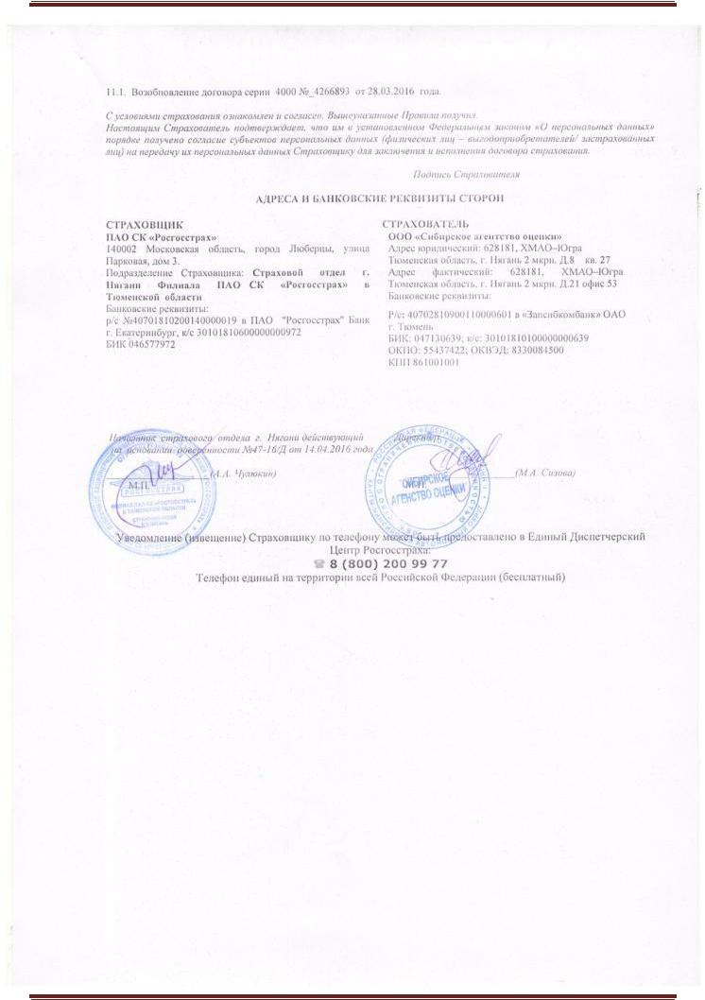 11.1. Возобновление договора серии 4000 №_4266893 от 28.03.2016 года.
С условиями страхования ознакомлен и согласен. Вышеуказанные Правила получил.
Настоящим Страхователь подтверждает, что им в установленном Федеральным законом «О персональных данных»
порядке получено согласие субъектов персональных данных (физических лиц – выгодоприобретателей/ застрахованных
лиц) на передачу их персональных данных Страховщику для заключения и исполнения договора страхования.
Подпись Страхователя
АДРЕСА И БАНКОВСКИЕ РЕКВИЗИТЫ СТОРОН
СТРАХОВЩИК
ПАО СК «Росгосстрах»
140002 Московская область, город Люберцы, улица
Парковая, дом 3.
Подразделение Страховщика: Страховой отдел г.
Нягани Филиала ПАО СК «Росгосстрах» в
Тюменской области
Банковские реквизиты:
р/с №40701810200140000019 в ПАО "Росгосстрах" Банк
г. Екатеринбург, к/с 30101810600000000972
БИК 046577972
СТРАХОВАТЕЛЬ
ООО «Сибирское агентство оценки»
Адрес юридический: 628181, ХМАО–Югра
Тюменская область, г. Нягань 2 мкрн. Д.8 кв. 27
Адрес фактический: 628181, ХМАО–Югра
Тюменская область, г. Нягань 2 мкрн. Д.21 офис 53
Банковские реквизиты:
Р/с: 40702810900110000601 в «Запсибкомбанк» ОАО
г. Тюмень
БИК: 047130639; к/с: 30101810100000000639
ОКПО: 55437422; ОКВЭД: 8330084500
КПП 861001001
Начальник страхового отдела г. Нягани действующий
на основании доверенности №47-16/Д от 14.04.2016 года
(А.А. Чулюкин)
М.П.
РОСГОССТРАХ
Директор
(М.А. Сизова)
СИБИРСКОЕ
АГЕНСТВО ОЦЕНКИ
Уведомление (извещение) Страховщику по телефону может быть предоставлено в Единый Диспетчерский
Центр Росгосстраха:
☎ 8 (800) 200 99 77
Телефон единый на территории всей Российской Федерации (бесплатный)